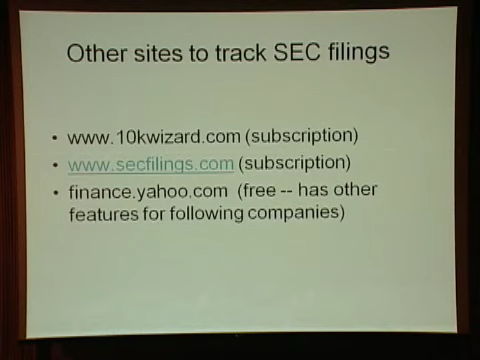 Other sites to track SEC filings
• www.10kwizard.com (subscription)
• www.secfilings.com (subscription)
• finance.yahoo.com (free -- has other
features for following companies)